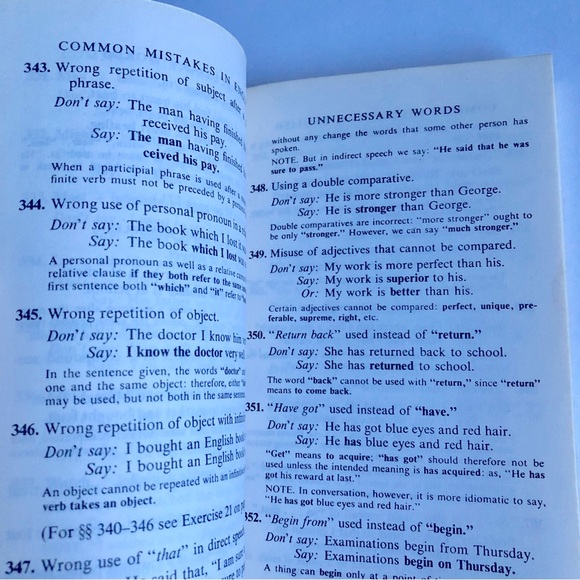 COMMON MISTAKES IN
343. Wrong repetition of subject after
phrase.
Don't say: The man having finished
received his pay.
Say: The man having finished
ceived his pay.
When a participial phrase is used after a
finite verb must not be preceded by a
344. Wrong use of personal pronoun in a
Don't say: The book which I lost it
Say: The book which I lost
A personal pronoun as well as a relative
relative clause if they both refer to the same
first sentence both "which" and "it" refer to
345. Wrong repetition of object.
Don't say: The doctor I know him
Say: I know the doctor very
In the sentence given, the words "doctor"
one and the same object: therefore, either
may be used, but not both in the same
346. Wrong repetition of object with
Don't say: I bought an English book
Say: I bought an English
An object cannot be repeated with an
verb takes an object.
(For §§ 340–346 see Exercise 21 on
347. Wrong use of "that" in direct
said that, "I am
UNNECESSARY WORDS
without any change the words that some other person has
spoken.
NOTE. But in indirect speech we say: "He said that he was
sure to pass."
348. Using a double comparative.
Don't say: He is more stronger than George.
Say: He is stronger than George.
Double comparatives are incorrect: "more stronger" ought to
be only "stronger." However, we can say "much stronger."
349. Misuse of adjectives that cannot be compared.
Don't say: My work is more perfect than his.
Say: My work is superior to his.
Or: My work is better than his.
Certain adjectives cannot be compared: perfect, unique, pre-
ferable, supreme, right, etc.
350. "Return back" used instead of "return."
Don't say: She has returned back to school.
Say: She has returned to school.
The word "back" cannot be used with "return," since "return"
means to come back.
351. "Have got" used instead of "have."
Don't say: He has got blue eyes and red hair.
Say: He has blue eyes and red hair.
"Get" means to acquire; "has got" should therefore not be
used unless the intended meaning is has acquired: as, "He has
got his reward at last."
NOTE. In conversation, however, it is more idiomatic to say,
"He has got blue eyes and red hair."
352. "Begin from" used instead of "begin."
Don't say: Examinations begin from Thursday.
Say: Examinations begin on Thursday.
A thing can begin only at a point of